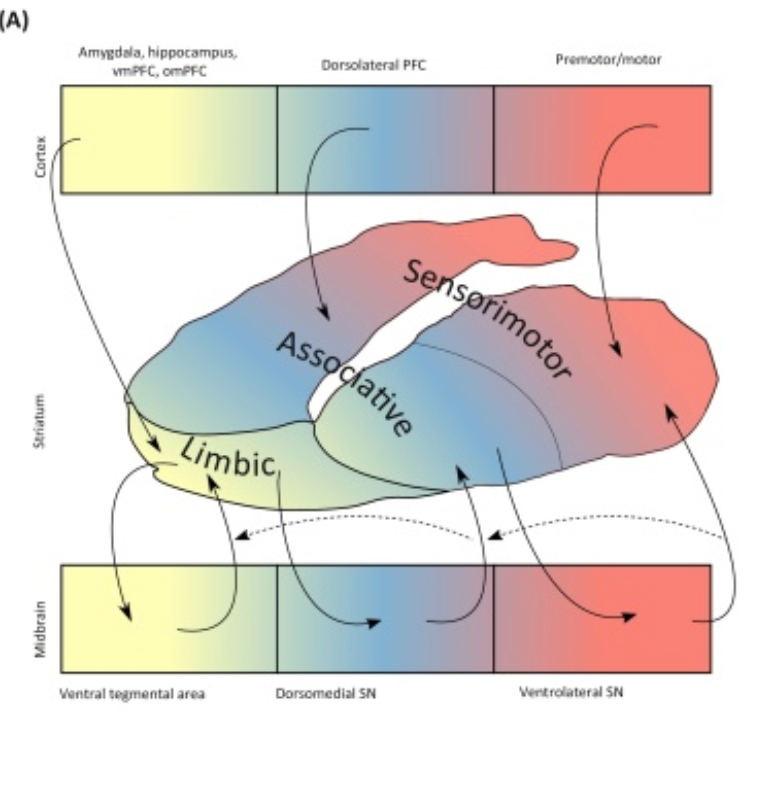 (A)
Amygdala, hippocampus,
vmPFC, omPFC
Dorsolateral PFC
Premotor/motor
Cortex
Sensorimotor
Associative
Limbic
Striatum
Midbrain
Ventral tegmental area
Dorsomedial SN
Ventrolateral SN